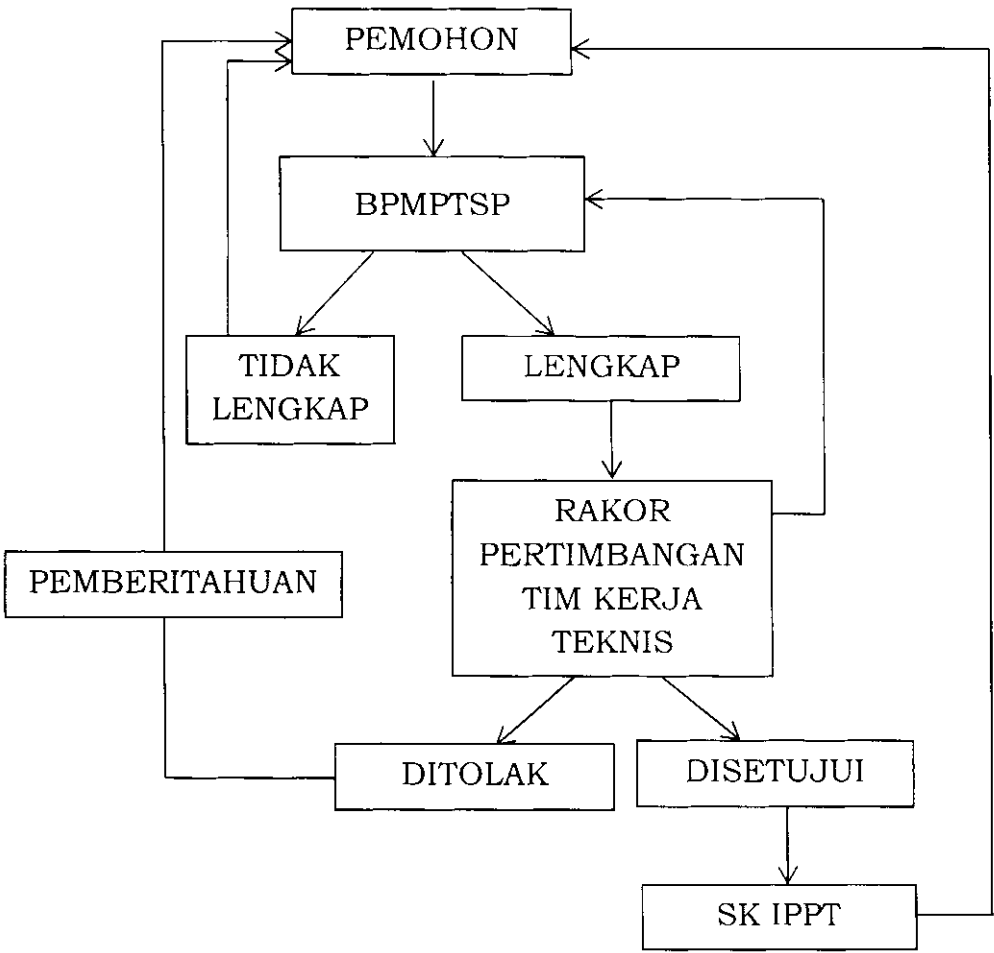 PEMOHON
BPMPTSP
TIDAK
LENGKAP
LENGKAP
RAKOR
PERTIMBANGAN
TIM KERJA
TEKNIS
PEMBERITAHUAN
DITOLAK
DISETUJUI
SK IPPT